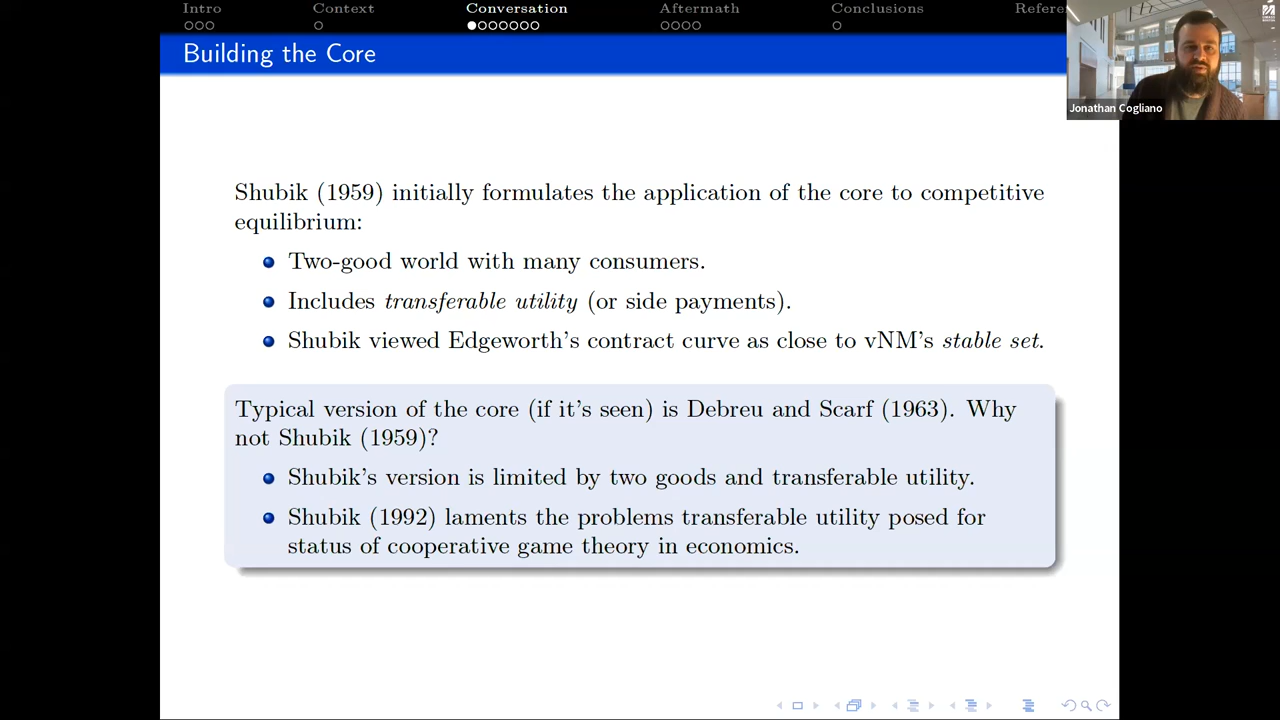 Intro
Context
Conversation
Aftermath
Conclusions
Refere
Building the Core
Jonathan Cogliano
Shubik (1959) initially formulates the application of the core to competitive
equilibrium:
Two-good world with many consumers.
Includes transferable utility (or side payments).
Shubik viewed Edgeworth's contract curve as close to vNM's stable set.
Typical version of the core (if it's seen) is Debreu and Scarf (1963). Why
not Shubik (1959)?
Shubik's version is limited by two goods and transferable utility.
Shubik (1992) laments the problems transferable utility posed for
status of cooperative game theory in economics.